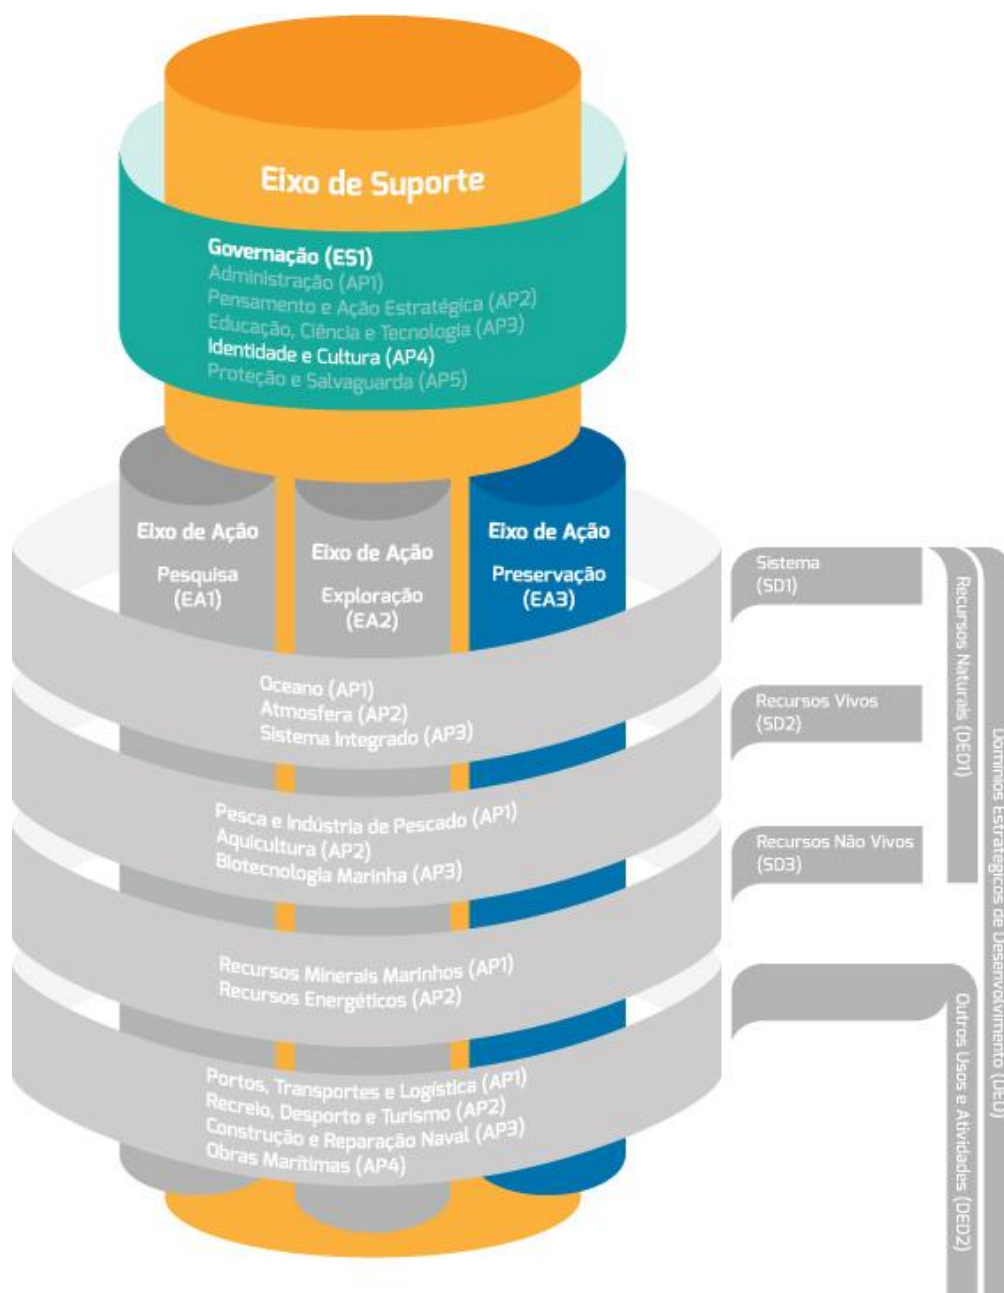 Eixo de Suporte
Governação (ES1)
Administração (AP1)
Pensamento e Ação Estratégica (AP2)
Educação, Ciência e Tecnologia (AP3)
Identidade e Cultura (AP4)
Proteção e Salvaguarda (AP5)
Eixo de Ação
Pesquisa
(EA1)
Eixo de Ação
Exploração
(EA2)
Eixo de Ação
Preservação
(EA3)
Oceano (AP1)
Atmosfera (AP2)
Sistema Integrado (AP3)
Pesca e Indústria de Pescado (AP1)
Aquicultura (AP2)
Biotecnologia Marinha (AP3)
Recursos Minerais Marinhos (AP1)
Recursos Energéticos (AP2)
Portos, Transportes e Logística (AP1)
Recreio, Desporto e Turismo (AP2)
Construção e Reparação Naval (AP3)
Obras Marítimas (AP4)
Sistema
(SD1)
Recursos Vivos
(SD2)
Recursos Não Vivos
(SD3)
Recursos Naturais (DED1)
Outros Usos e Atividades (DED2)
Domínios Estratégicos de Desenvolvimento (DED)